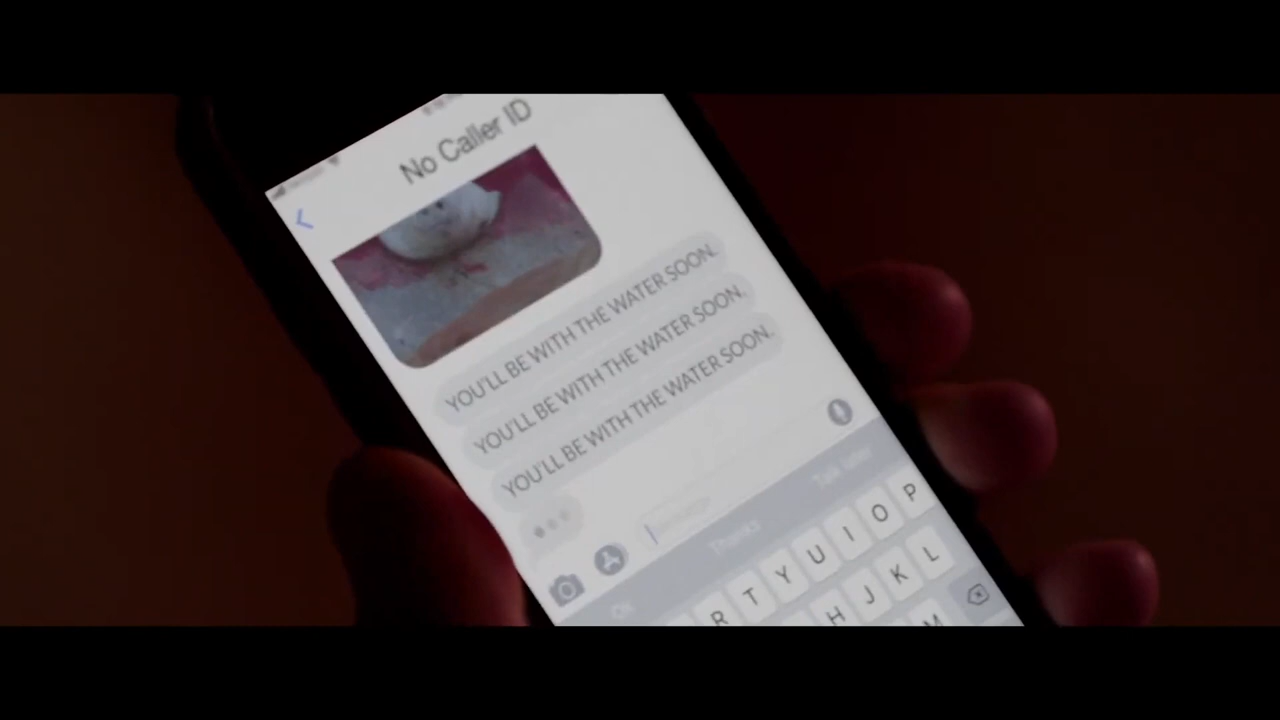 No Caller ID
YOU'LL BE WITH THE WATER SOON.
YOU'LL BE WITH THE WATER SOON.
YOU'LL BE WITH THE WATER SOON.
Thanks
R T Y U I O P
H J K L
M